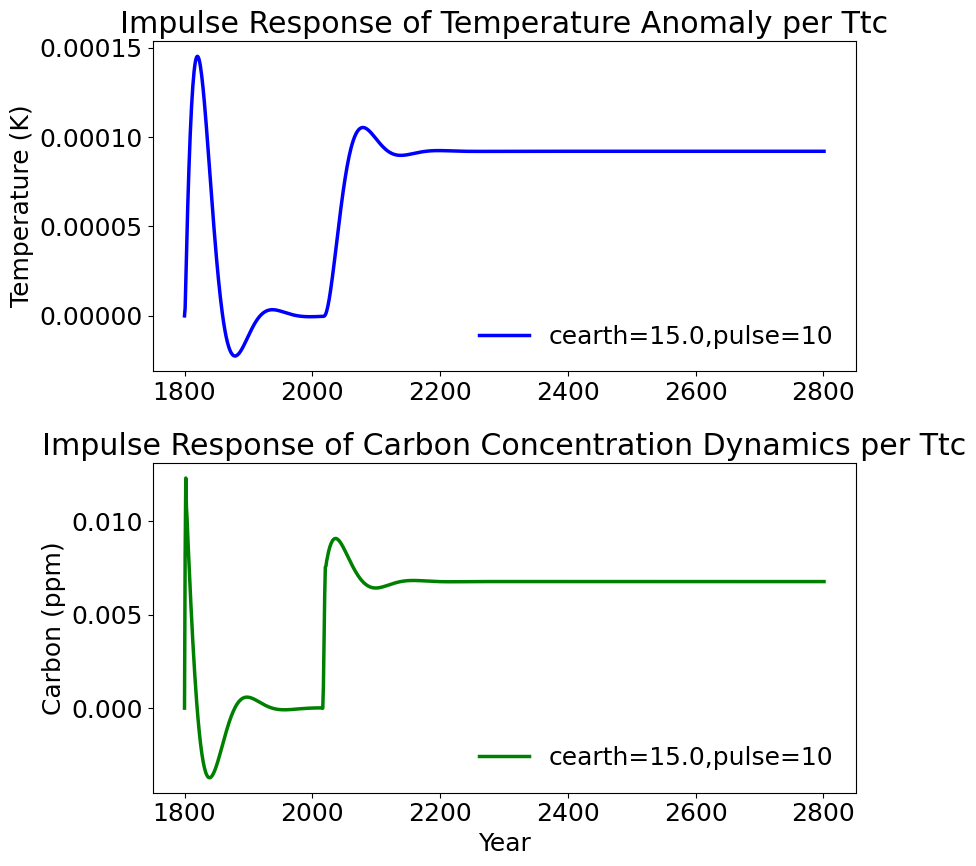 Impulse Response of Temperature Anomaly per Ttc
0.00015
0.00010
0.00005
0.00000
Temperature (K)
cearth=15.0,pulse=10
1800 2000 2200 2400 2600 2800
Impulse Response of Carbon Concentration Dynamics per Ttc
0.010
0.005
0.000
Carbon (ppm)
cearth=15.0,pulse=10
1800 2000 2200 2400 2600 2800
Year